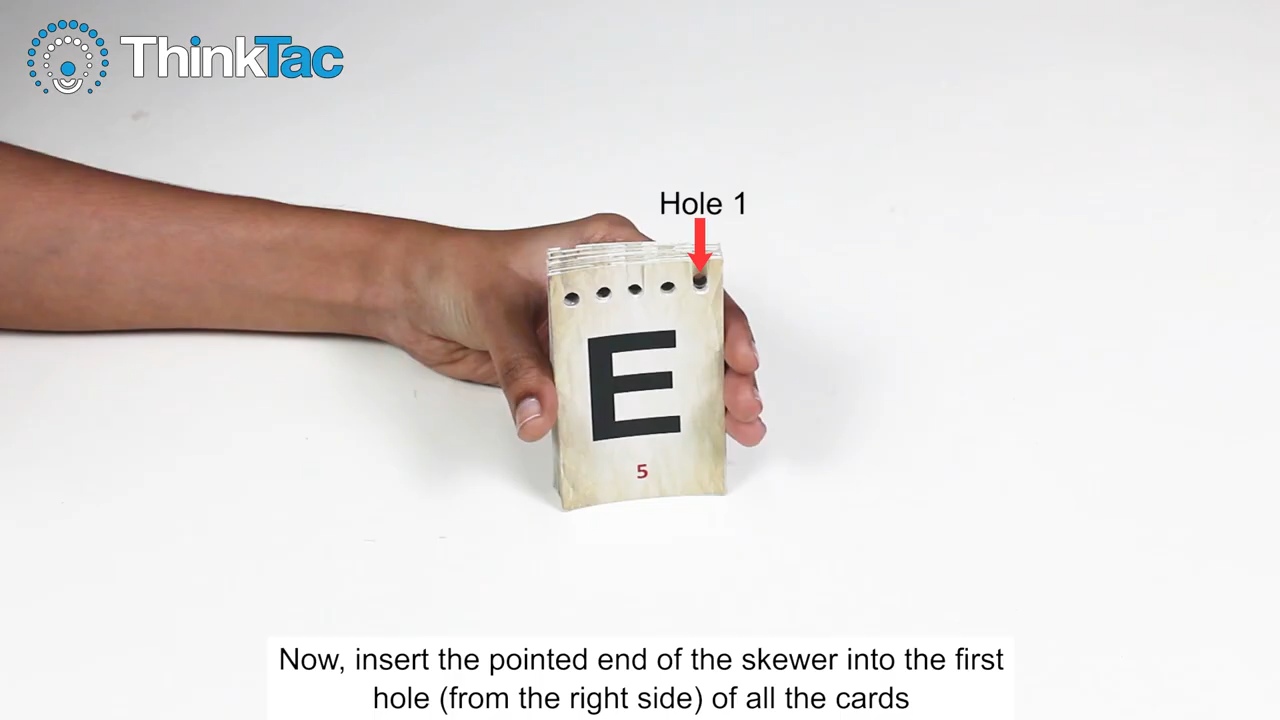 ThinkTac
Hole 1
E
5
Now, insert the pointed end of the skewer into the first
hole (from the right side) of all the cards